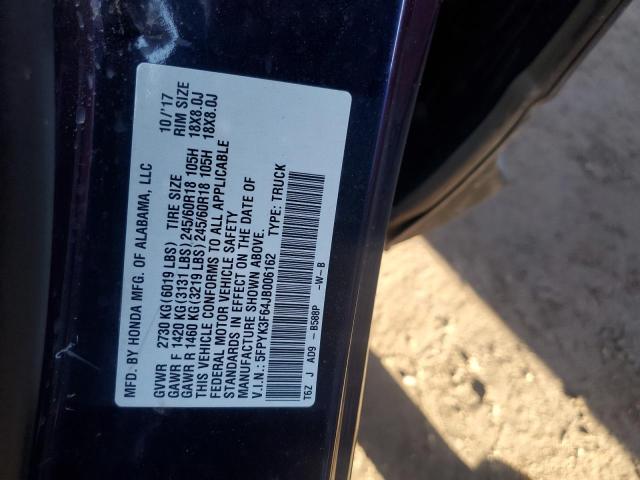 MFD. BY HONDA MFG. OF ALABAMA, LLC 10/'17
GVWR 2730 KG (6019 LBS) TIRE SIZE RIM SIZE
GAWR F 1420 KG (3131 LBS) 245/60R18 105H 18X8.0J
GAWR R 1460 KG (3219 LBS) 245/60R18 105H 18X8.0J
THIS VEHICLE CONFORMS TO ALL APPLICABLE
FEDERAL MOTOR VEHICLE SAFETY
STANDARDS IN EFFECT ON THE DATE OF
MANUFACTURE SHOWN ABOVE.
V.I.N.: 5FPYK3F64JB006162 TYPE: TRUCK
T6Z J A09 - B588P -W-B